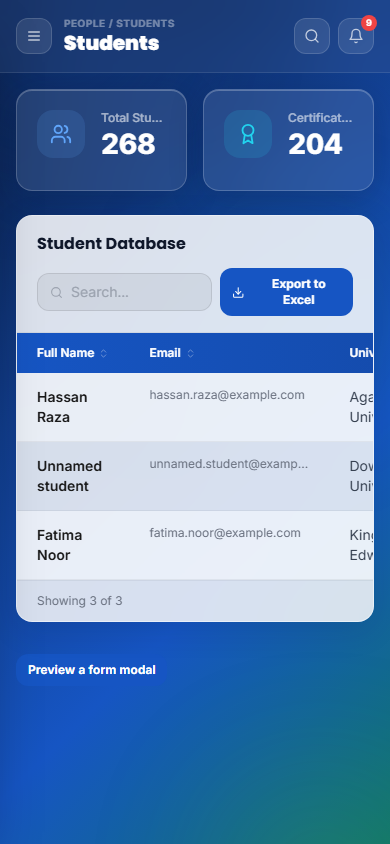 PEOPLE / STUDENTS
Students
9
Total Stu...
268
Certificat...
204
Student Database
Search...
Export to
Excel
Full Name
Email
Univ
Hassan
Raza
hassan.raza@example.com
Aga
Univ
Unnamed
student
unnamed.student@examp...
Dow
Univ
Fatima
Noor
fatima.noor@example.com
King
Edw
Showing 3 of 3
Preview a form modal